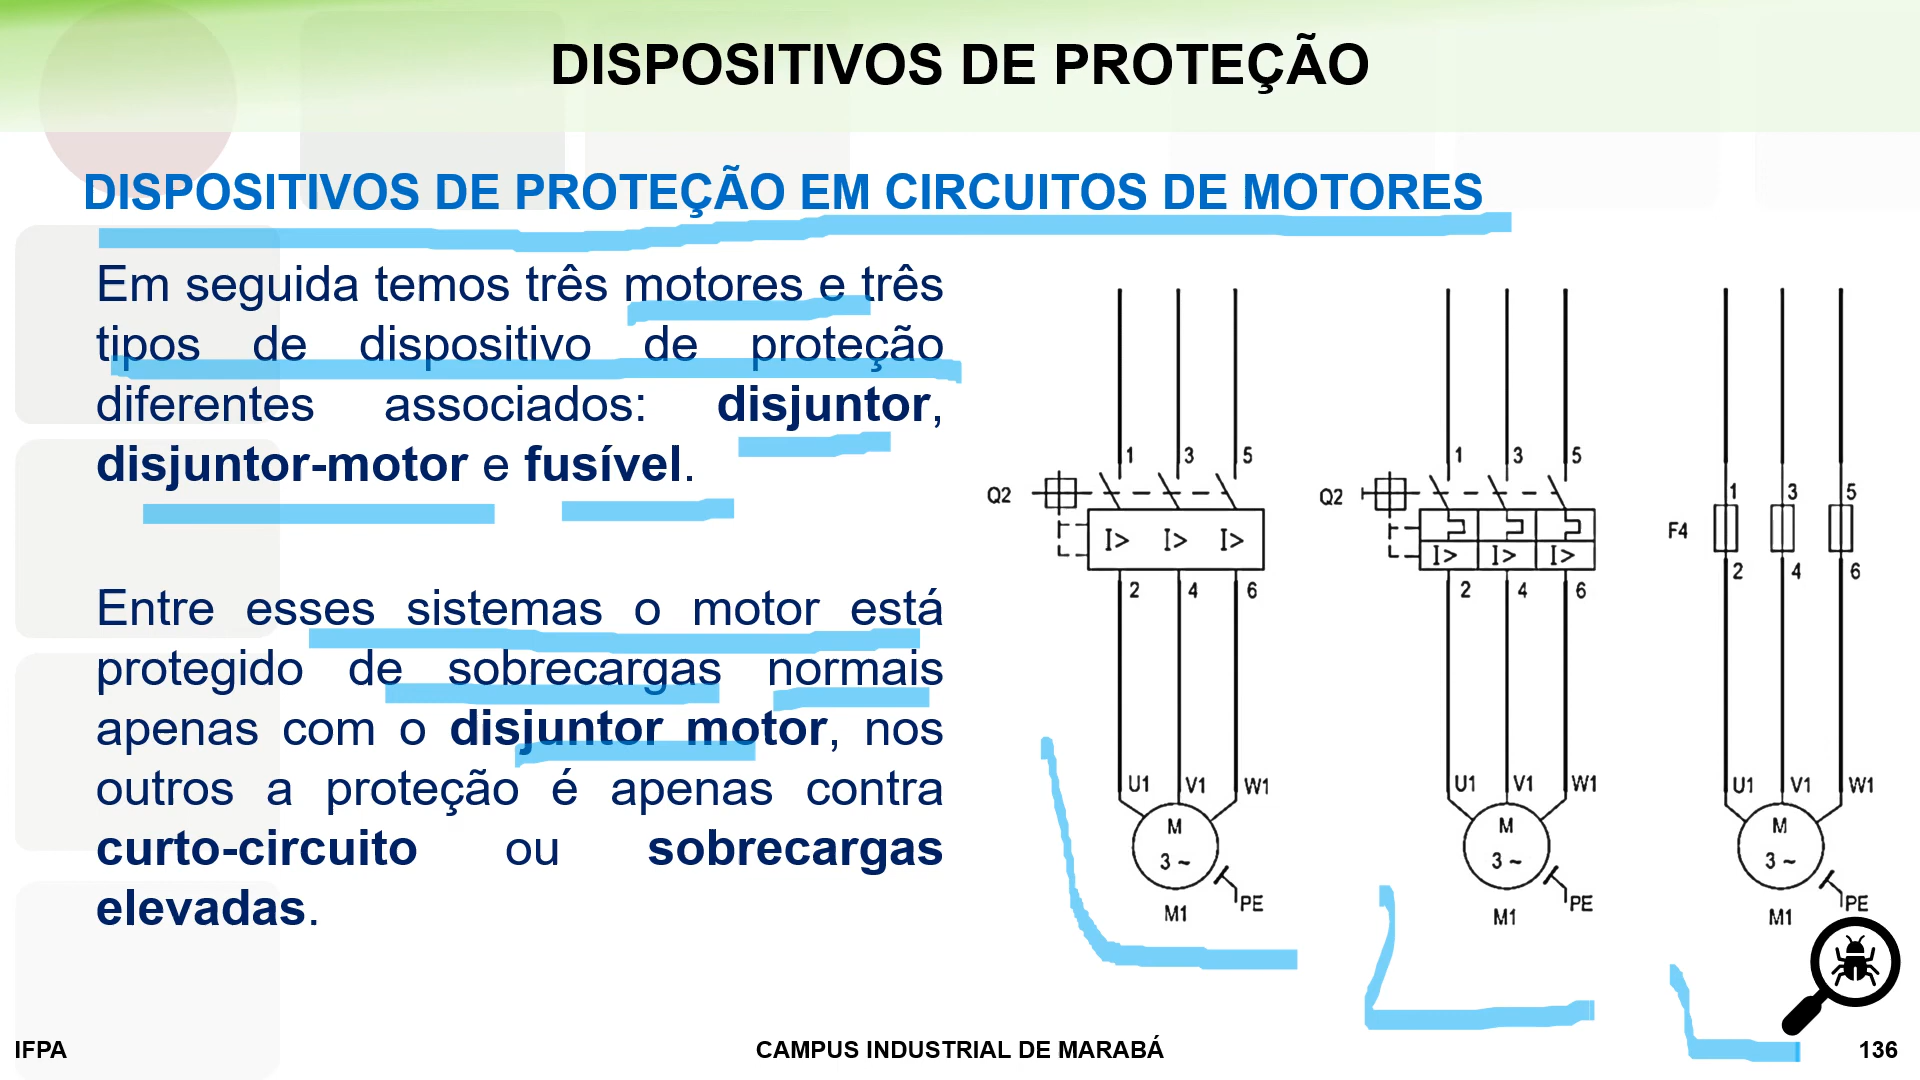 DISPOSITIVOS DE PROTEÇÃO
DISPOSITIVOS DE PROTEÇÃO EM CIRCUITOS DE MOTORES
Em seguida temos três motores e três
tipos de dispositivo de proteção
diferentes associados: disjuntor,
disjuntor-motor e fusível.
Entre esses sistemas o motor está
protegido de sobrecargas normais
apenas com o disjuntor motor, nos
outros a proteção é apenas contra
curto-circuito ou sobrecargas
elevadas.
1 3 5
Q2
I> I> I>
2 4 6
U1 V1 W1
M
3 ~
PE
M1
1 3 5
Q2
I> I> I>
2 4 6
U1 V1 W1
M
3 ~
PE
M1
1 3 5
F4
2 4 6
U1 V1 W1
M
3 ~
PE
M1
IFPA
CAMPUS INDUSTRIAL DE MARABÁ
136